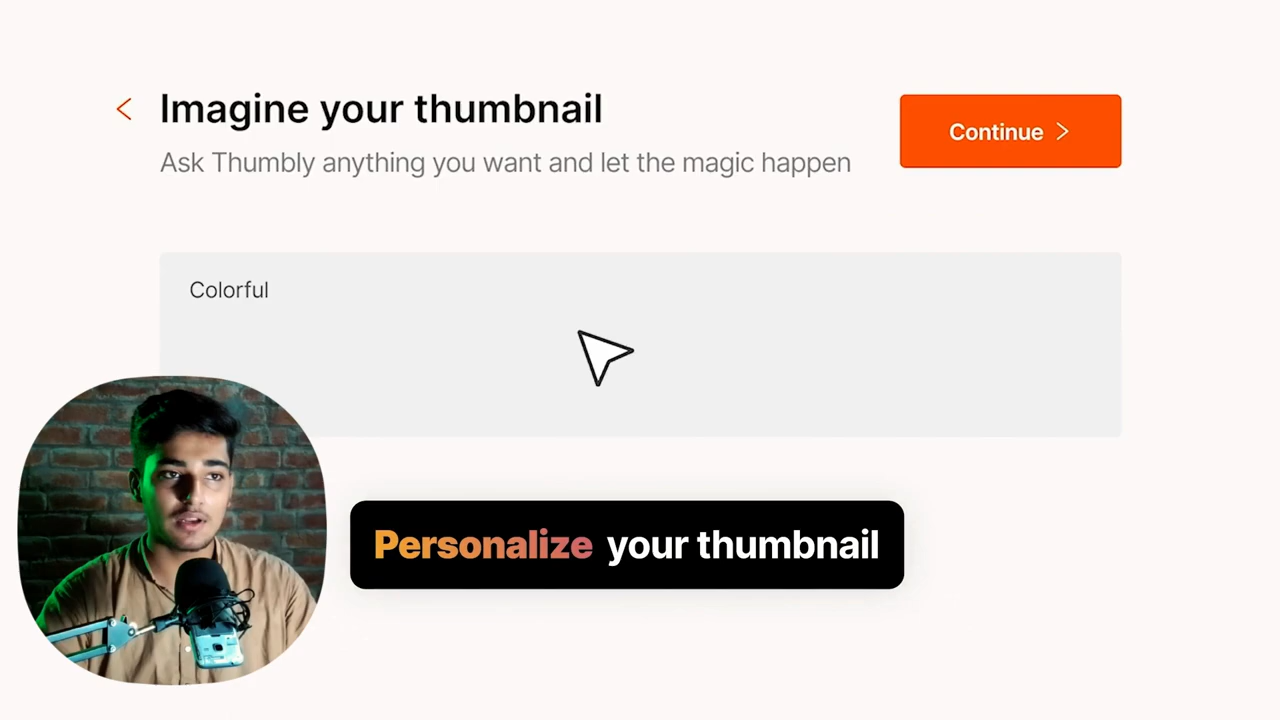 Imagine your thumbnail
Ask Thumbly anything you want and let the magic happen
Continue
Colorful
Personalize your thumbnail